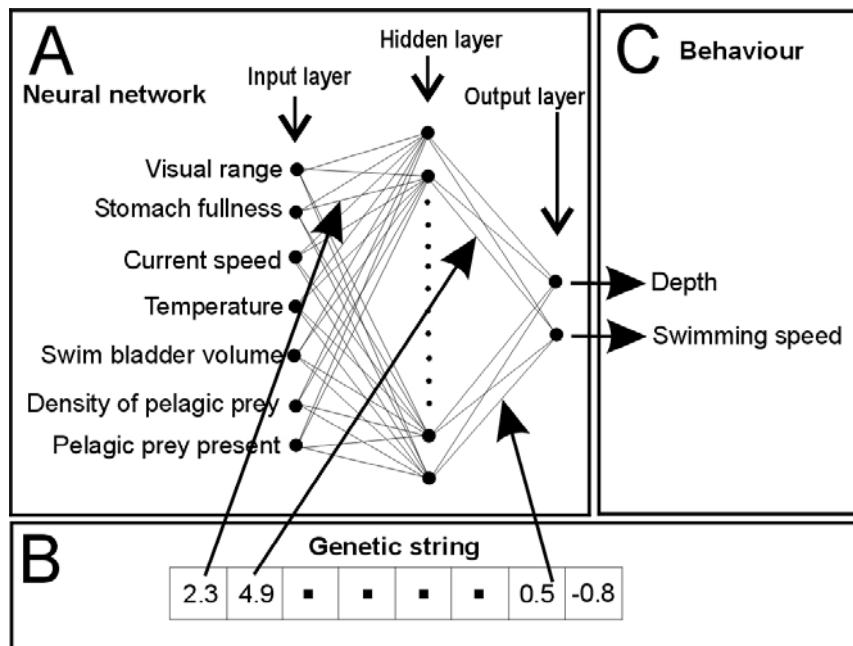 A
Neural network
Input layer
Hidden layer
Output layer
Visual range
Stomach fullness
Current speed
Temperature
Swim bladder volume
Density of pelagic prey
Pelagic prey present
C
Behaviour
Depth
Swimming speed
B
Genetic string
2.3 4.9 ▪ ▪ ▪ ▪ 0.5 -0.8